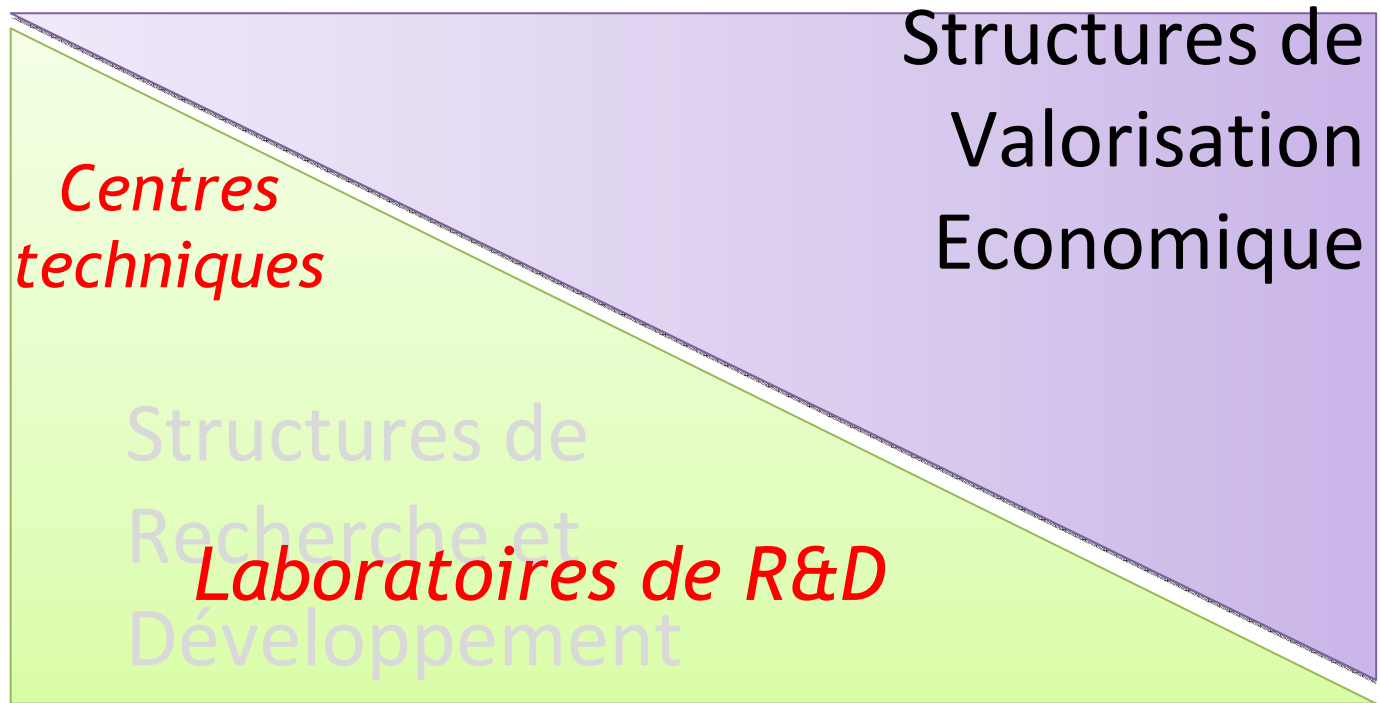 Structures de
Valorisation
Economique
Centres
techniques
Structures de
Recherche et
Laboratoires de R&D
Développement